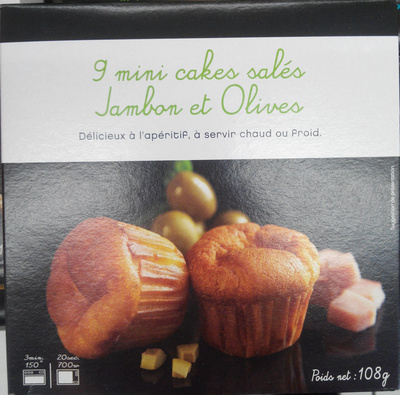 9 mini cakes salés
Jambon et Olives
Délicieux à l'apéritif, à servir chaud ou froid.
3min. 20sec.
150° 700w
Poids net : 108g